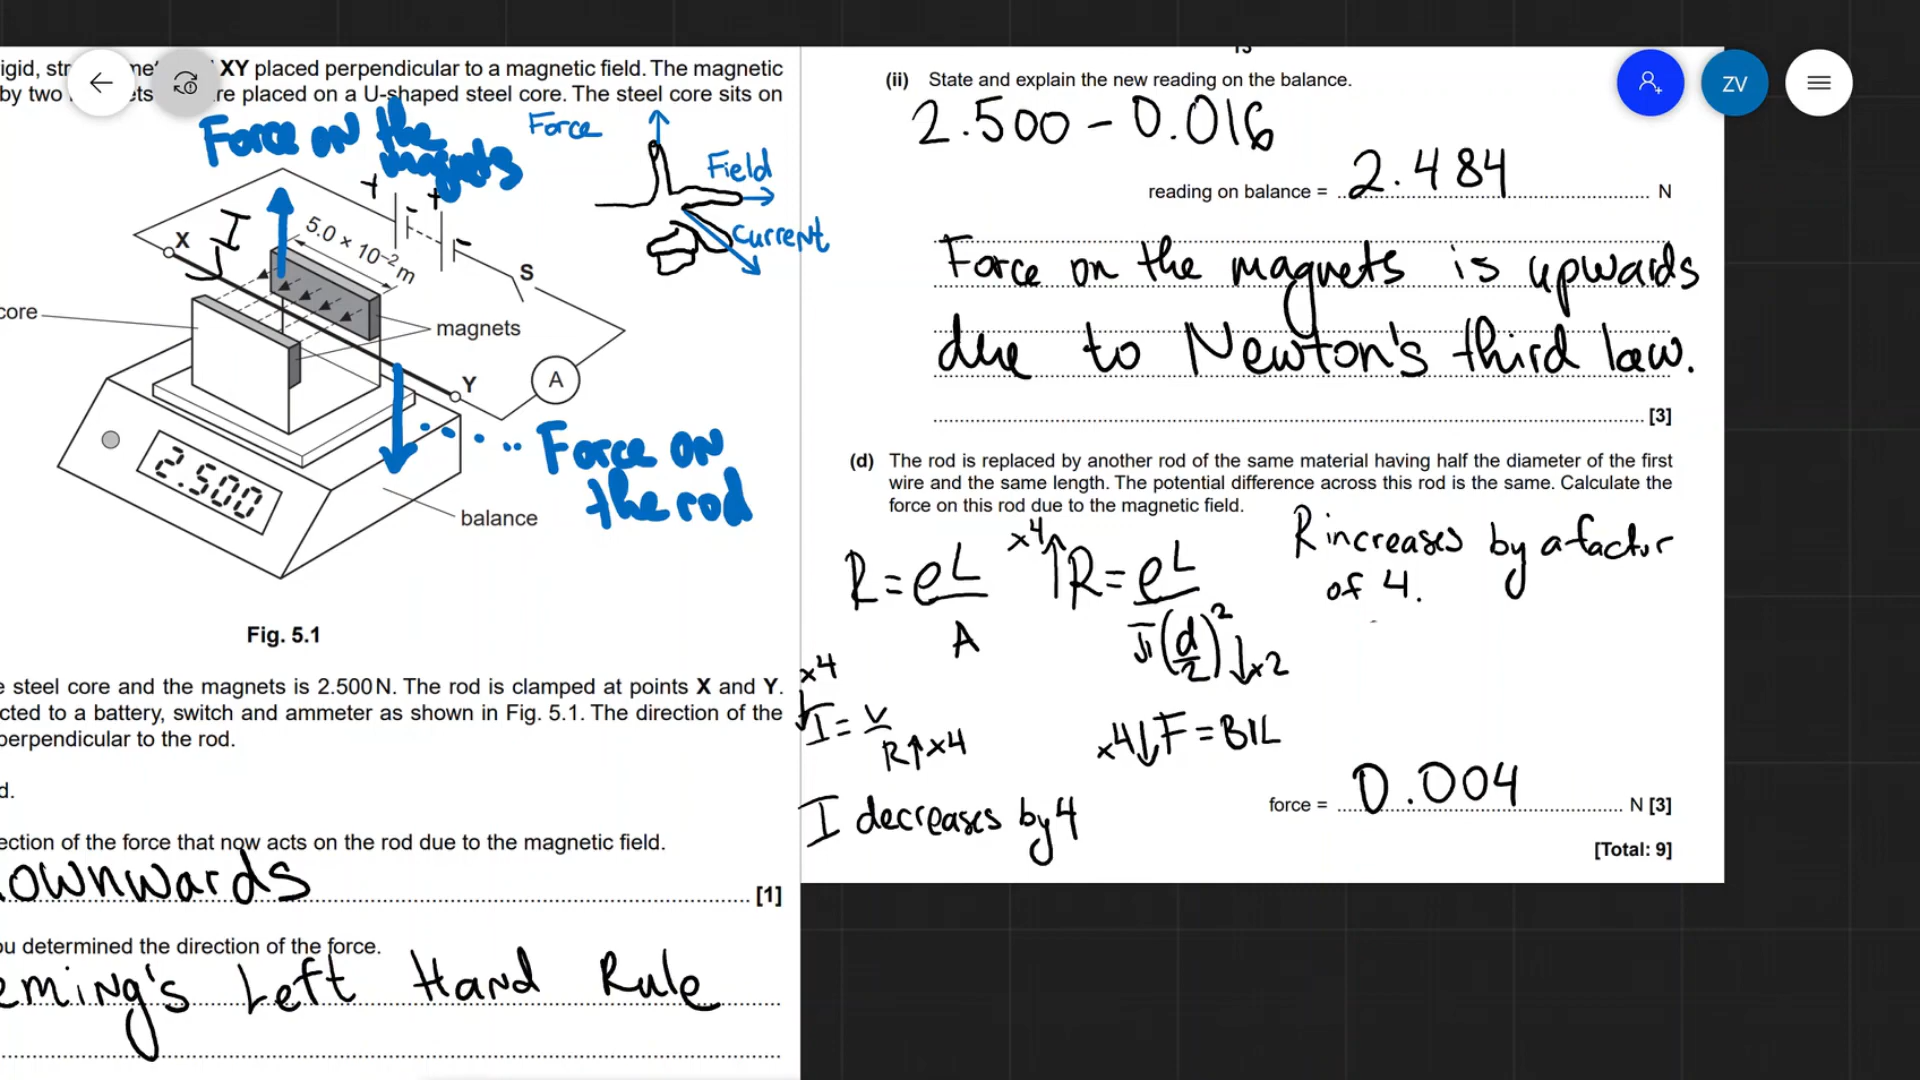 igid, str
XY placed perpendicular to a magnetic field. The magnetic
by two
re placed on a U-shaped steel core. The steel core sits on
Force on the
magnets
Force
Field
Current
I
+
-
+
-
5.0 × 10⁻² m
X
S
core
magnets
A
Y
2.500
Force on
the rod
balance
Fig. 5.1
e steel core and the magnets is 2.500 N. The rod is clamped at points X and Y.
cted to a battery, switch and ammeter as shown in Fig. 5.1. The direction of the
perpendicular to the rod.
d.
ection of the force that now acts on the rod due to the magnetic field.
ownwards
[1]
ou determined the direction of the force.
eming's Left Hand Rule
13
ZV
(ii) State and explain the new reading on the balance.
2.500 - 0.016
reading on balance = 2.484 N
Force on the magnets is upwards
due to Newton's third law.
[3]
(d) The rod is replaced by another rod of the same material having half the diameter of the first
wire and the same length. The potential difference across this rod is the same. Calculate the
force on this rod due to the magnetic field.
R = ρL/A
x4 ↑R = ρL/π(d/2)² ↓x2
R increases by a factor
of 4.
x4
↓I = V/R↑x4
x4↓F = BIL
I decreases by 4
force = 0.004 N [3]
[Total: 9]